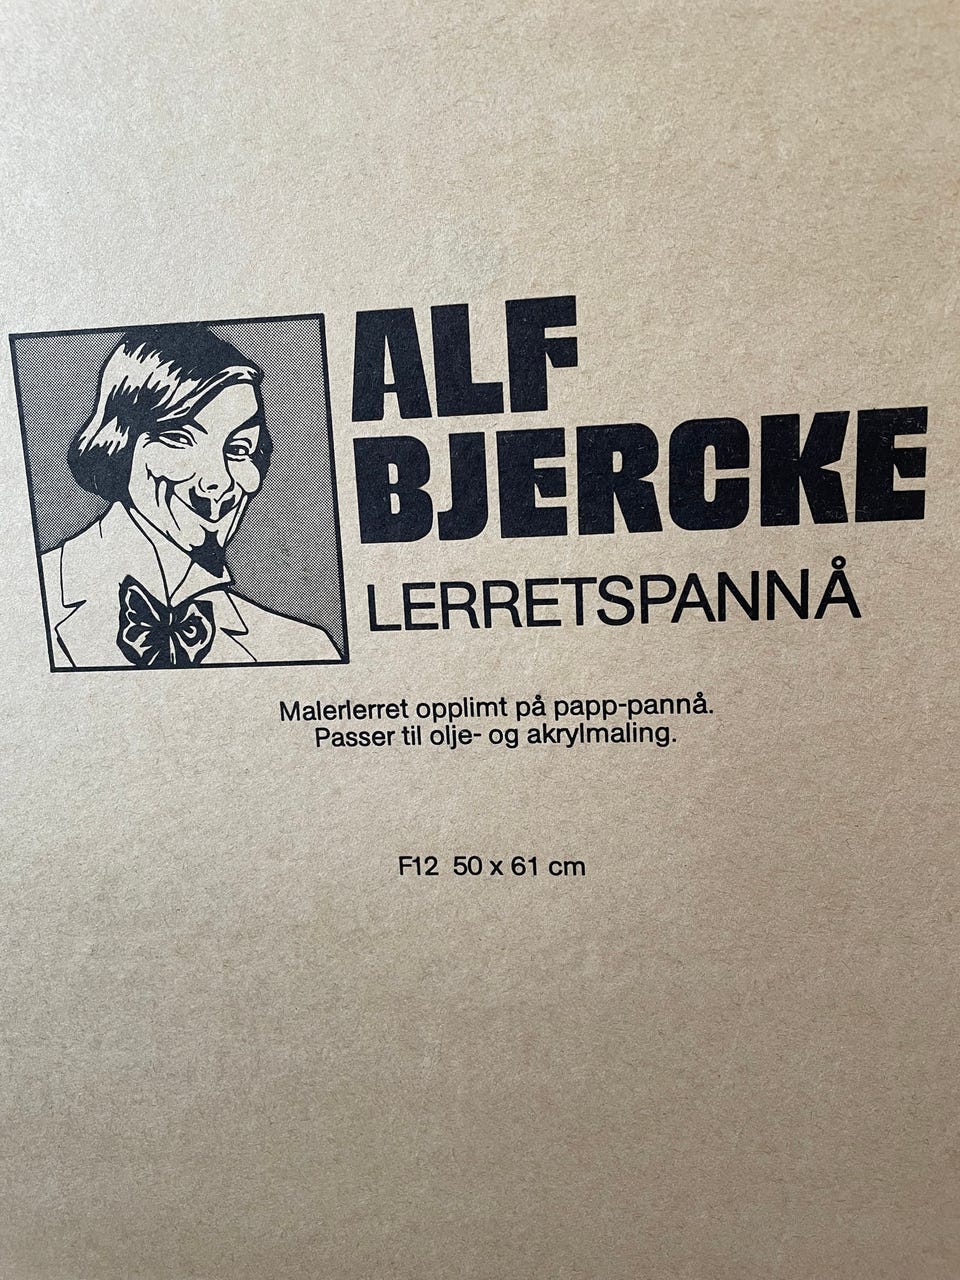 ALF
BJERCKE
LERRETSPANNÅ
Malerlerret opplimt på papp-pannå.
Passer til olje- og akrylmaling.
F12 50 x 61 cm